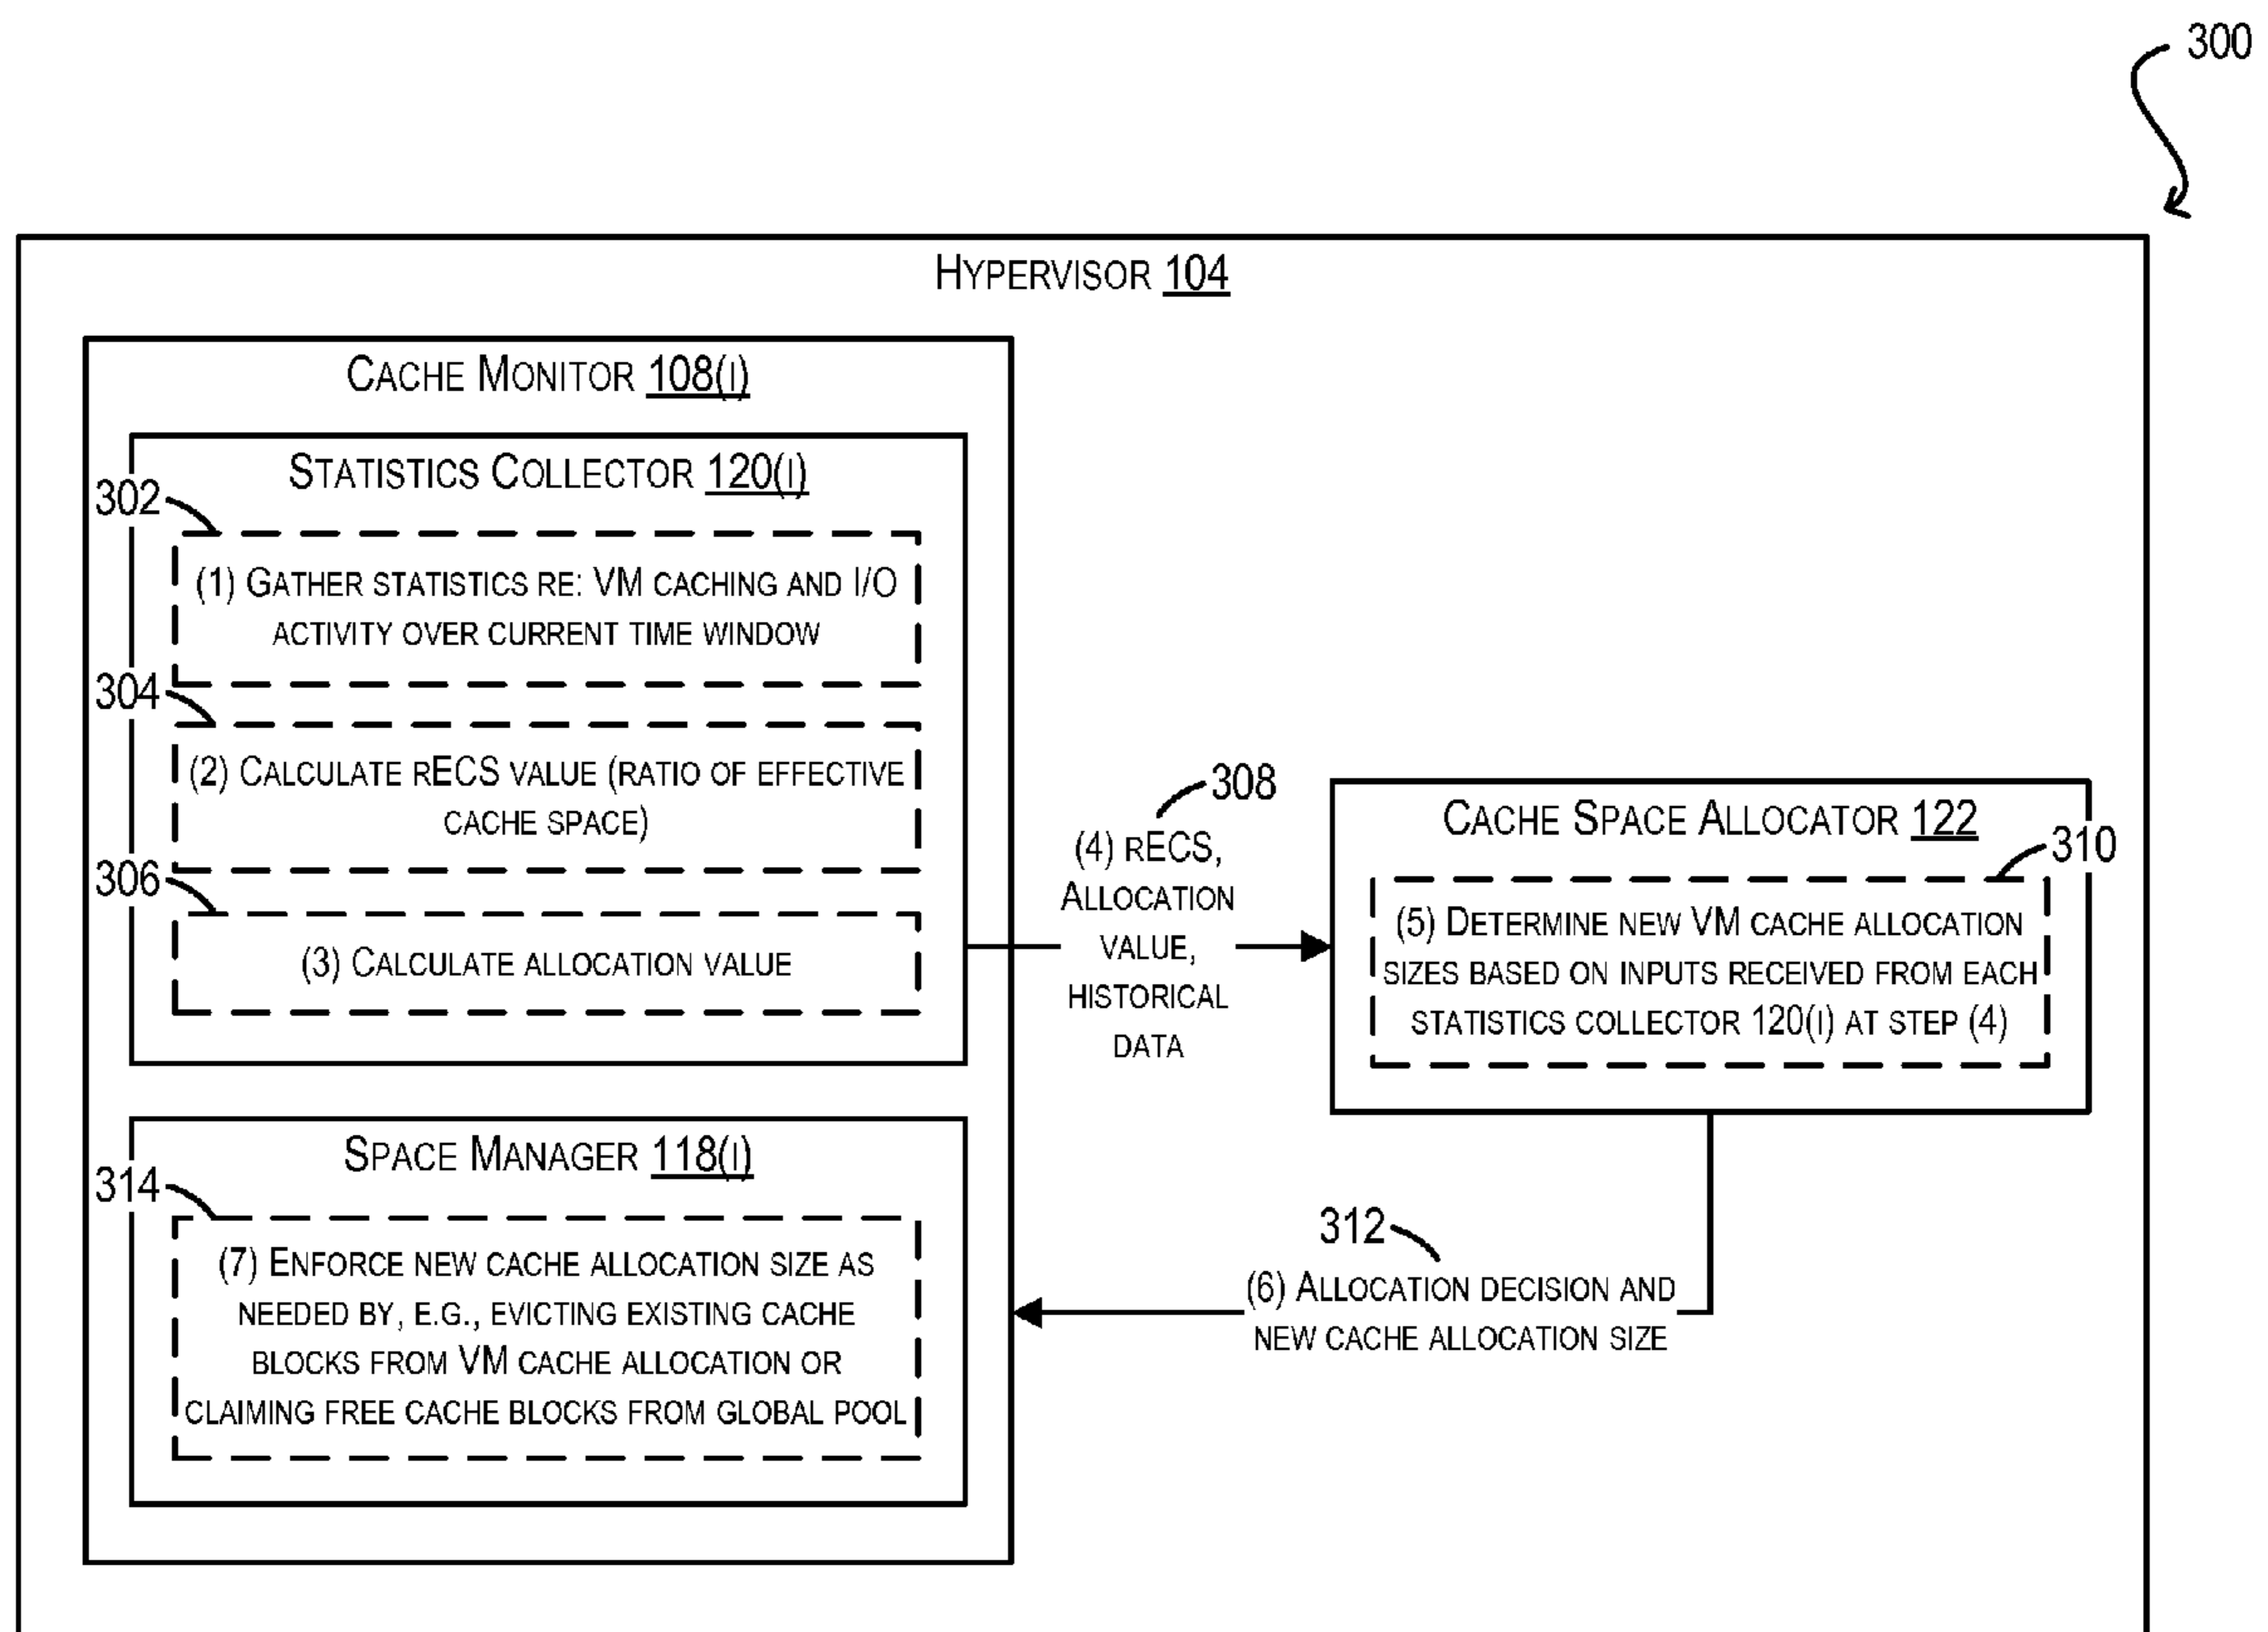 300
HYPERVISOR 104
CACHE MONITOR 108(I)
STATISTICS COLLECTOR 120(I)
302
(1) GATHER STATISTICS RE: VM CACHING AND I/O
ACTIVITY OVER CURRENT TIME WINDOW
304
(2) CALCULATE RECS VALUE (RATIO OF EFFECTIVE
CACHE SPACE)
306
(3) CALCULATE ALLOCATION VALUE
308
(4) RECS,
ALLOCATION
VALUE,
HISTORICAL
DATA
CACHE SPACE ALLOCATOR 122
310
(5) DETERMINE NEW VM CACHE ALLOCATION
SIZES BASED ON INPUTS RECEIVED FROM EACH
STATISTICS COLLECTOR 120(I) AT STEP (4)
312
(6) ALLOCATION DECISION AND
NEW CACHE ALLOCATION SIZE
SPACE MANAGER 118(I)
314
(7) ENFORCE NEW CACHE ALLOCATION SIZE AS
NEEDED BY, E.G., EVICTING EXISTING CACHE
BLOCKS FROM VM CACHE ALLOCATION OR
CLAIMING FREE CACHE BLOCKS FROM GLOBAL POOL